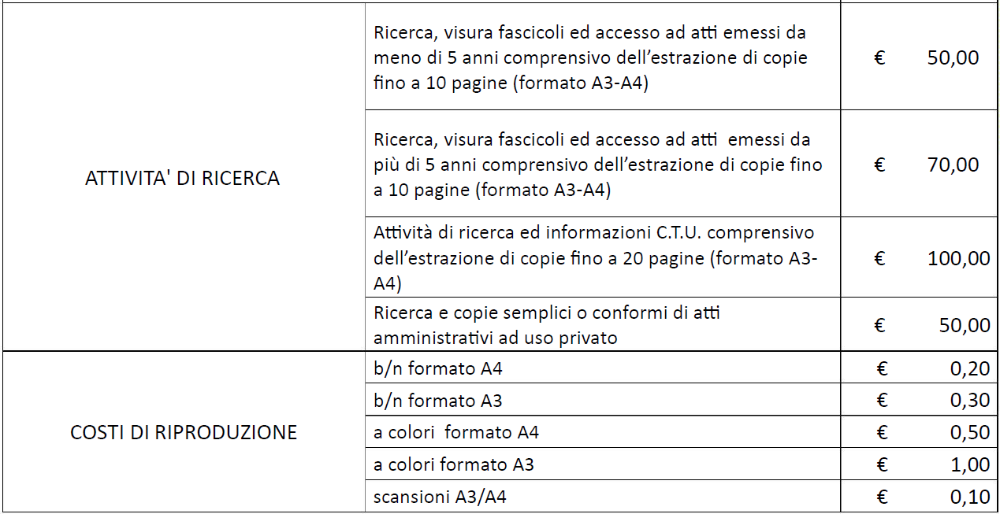 ATTIVITA' DI RICERCA
Ricerca, visura fascicoli ed accesso ad atti emessi da
meno di 5 anni comprensivo dell’estrazione di copie
fino a 10 pagine (formato A3-A4)
€ 50,00
Ricerca, visura fascicoli ed accesso ad atti  emessi da
più di 5 anni comprensivo dell’estrazione di copie fino
a 10 pagine (formato A3-A4)
€ 70,00
Attività di ricerca ed informazioni C.T.U. comprensivo
dell’estrazione di copie fino a 20 pagine (formato A3-
A4)
€ 100,00
Ricerca e copie semplici o conformi di atti
amministrativi ad uso privato
€ 50,00
COSTI DI RIPRODUZIONE
b/n formato A4 € 0,20
b/n formato A3 € 0,30
a colori  formato A4 € 0,50
a colori formato A3 € 1,00
scansioni A3/A4 € 0,10